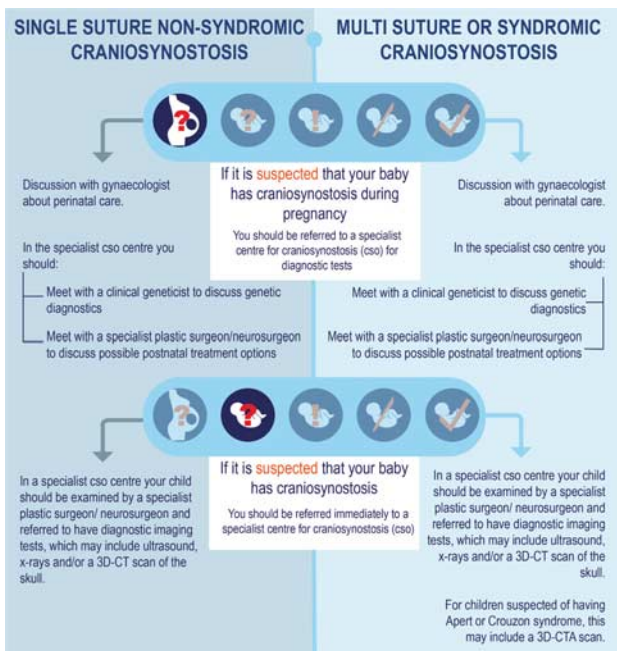 SINGLE SUTURE NON-SYNDROMIC
CRANIOSYNOSTOSIS
MULTI SUTURE OR SYNDROMIC
CRANIOSYNOSTOSIS
?
?
!
If it is suspected that your baby
has craniosynostosis during
pregnancy
You should be referred to a specialist
centre for craniosynostosis (cso) for
diagnostic tests
Discussion with gynaecologist
about perinatal care.
In the specialist cso centre you
should:
Meet with a clinical geneticist to discuss genetic
diagnostics
Meet with a specialist plastic surgeon/neurosurgeon
to discuss possible postnatal treatment options
Discussion with gynaecologist
about perinatal care.
In the specialist cso centre you
should:
Meet with a clinical geneticist to discuss genetic
diagnostics
Meet with a specialist plastic surgeon/neurosurgeon
to discuss possible postnatal treatment options
?
?
!
If it is suspected that your baby
has craniosynostosis
You should be referred immediately to
a specialist centre for craniosynostosis (cso)
In a specialist cso centre your child
should be examined by a specialist
plastic surgeon/ neurosurgeon and
referred to have diagnostic imaging
tests, which may include ultrasound,
x-rays and/or a 3D-CT scan of the
skull.
In a specialist cso centre your child
should be examined by a specialist
plastic surgeon/ neurosurgeon and
referred to have diagnostic imaging
tests, which may include ultrasound,
x-rays and/or a 3D-CT scan of the
skull.
For children suspected of having
Apert or Crouzon syndrome, this
may include a 3D-CTA scan.